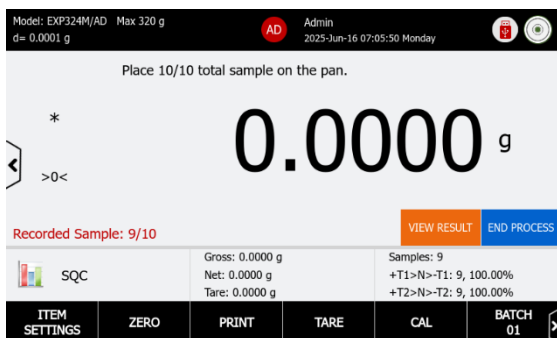 Model: EXP324M/AD Max 320 g
d= 0.0001 g
AD
Admin
2025-Jun-16 07:05:50 Monday
Place 10/10 total sample on the pan.
*
0.0000 g
>0<
Recorded Sample: 9/10
VIEW RESULT
END PROCESS
SQC
Gross: 0.0000 g
Net: 0.0000 g
Tare: 0.0000 g
Samples: 9
+T1>N>-T1: 9, 100.00%
+T2>N>-T2: 9, 100.00%
ITEM
SETTINGS
ZERO
PRINT
TARE
CAL
BATCH
01